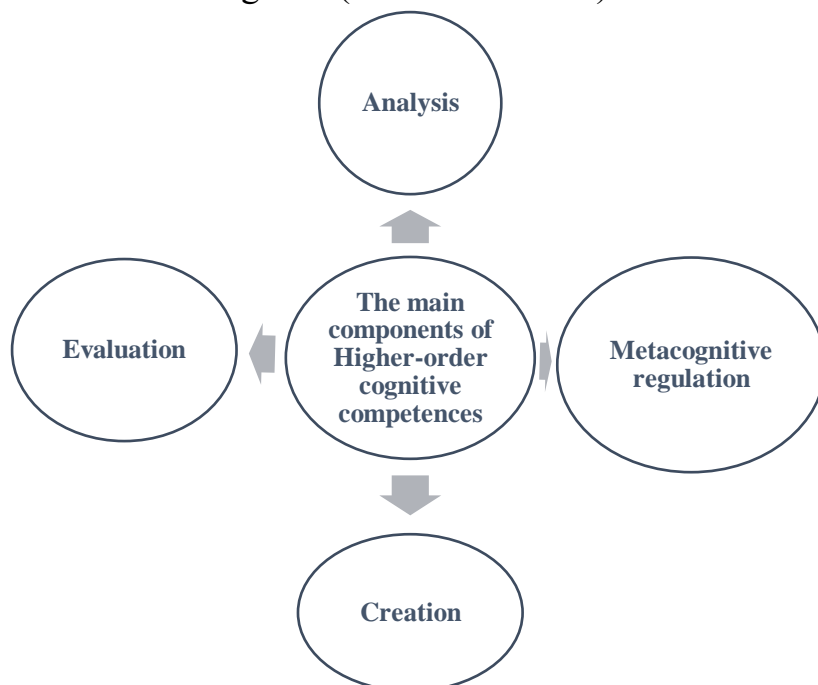 Analysis
The main
components of
Higher-order
cognitive
competences
Evaluation
Metacognitive
regulation
Creation